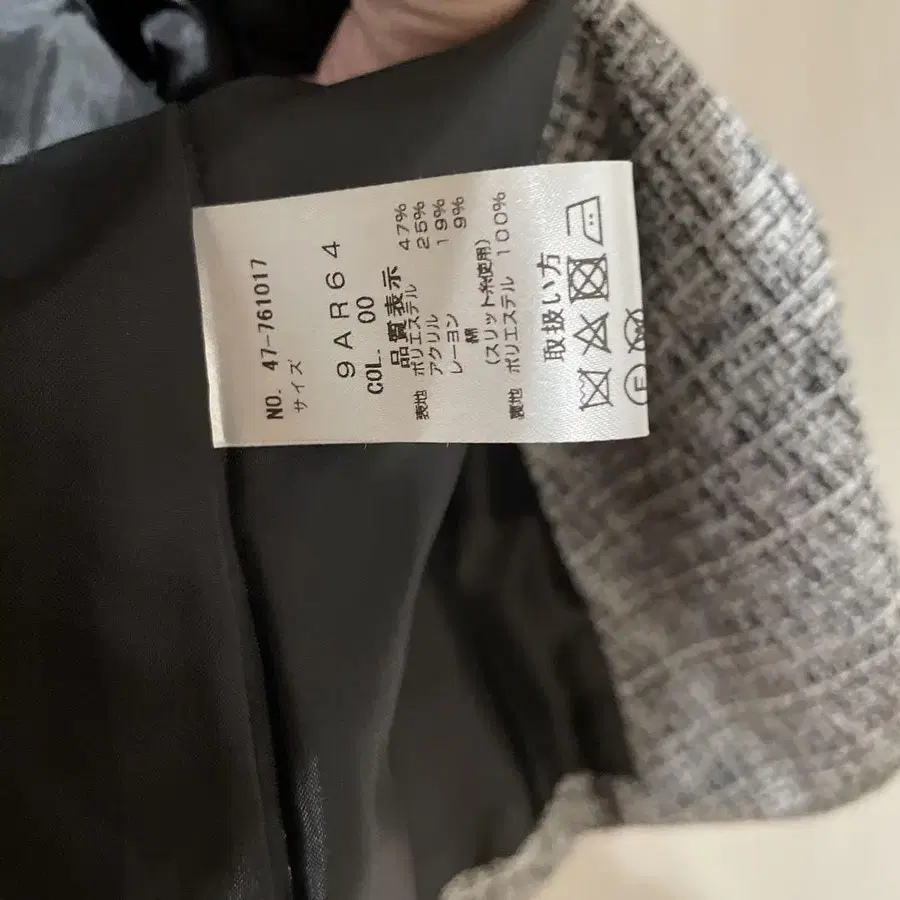 NO. 47-761017
サイズ
9AR64
COL. 00
品質表示
表地 ポリエステル 47%
アクリル 25%
レーヨン 19%
綿 9%
(スリット糸使用)
裏地 ポリエステル 100%
取扱い方
F